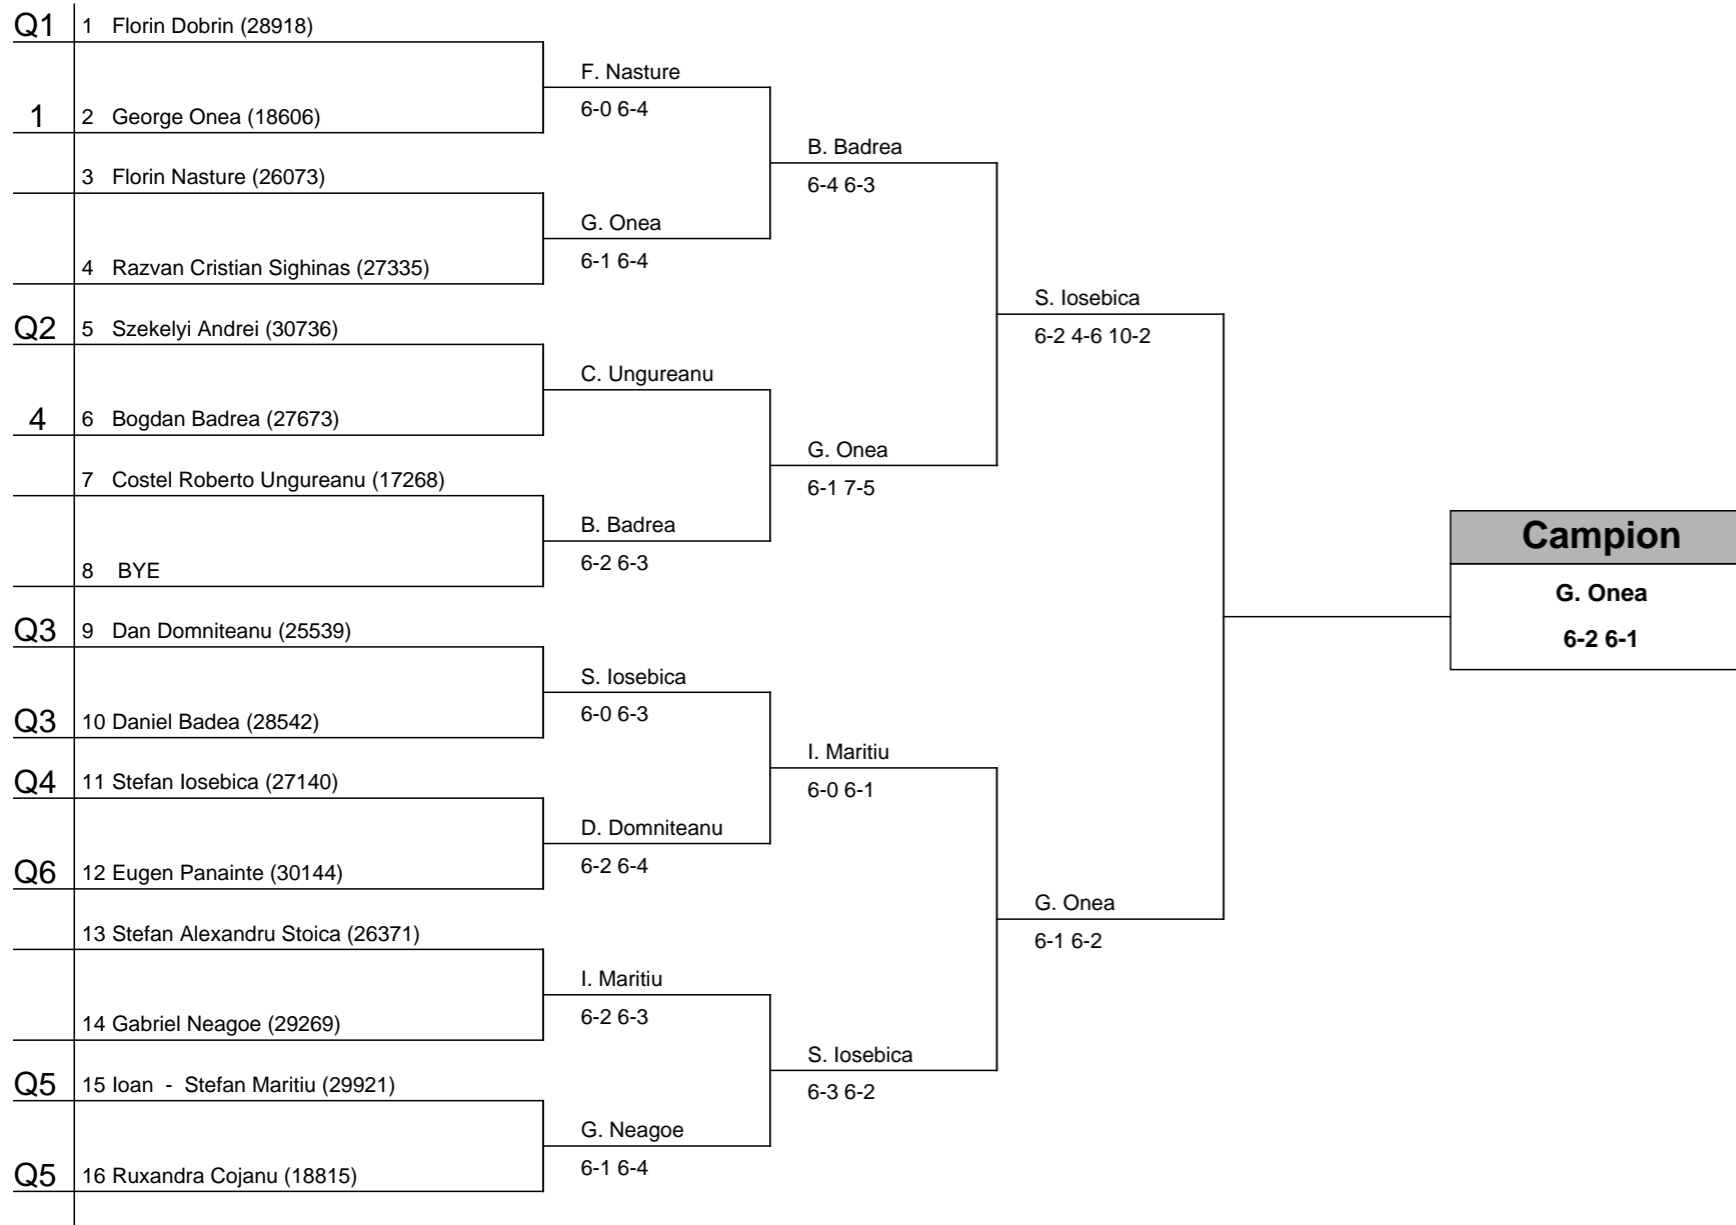 Q1 1 Florin Dobrin (28918)
F. Nasture
6-0 6-4
1 2 George Onea (18606)
B. Badrea
3 Florin Nasture (26073)
6-4 6-3
G. Onea
6-1 6-4
4 Razvan Cristian Sighinas (27335)
S. Iosebica
Q2 5 Szekelyi Andrei (30736)
6-2 4-6 10-2
C. Ungureanu
4 6 Bogdan Badrea (27673)
G. Onea
7 Costel Roberto Ungureanu (17268)
6-1 7-5
B. Badrea
Campion
6-2 6-3
8 BYE
G. Onea
Q3 9 Dan Domniteanu (25539)
6-2 6-1
S. Iosebica
6-0 6-3
Q3 10 Daniel Badea (28542)
I. Maritiu
Q4 11 Stefan Iosebica (27140)
6-0 6-1
D. Domniteanu
6-2 6-4
Q6 12 Eugen Panainte (30144)
G. Onea
13 Stefan Alexandru Stoica (26371)
6-1 6-2
I. Maritiu
6-2 6-3
14 Gabriel Neagoe (29269)
S. Iosebica
Q5 15 Ioan - Stefan Maritiu (29921)
6-3 6-2
G. Neagoe
6-1 6-4
Q5 16 Ruxandra Cojanu (18815)